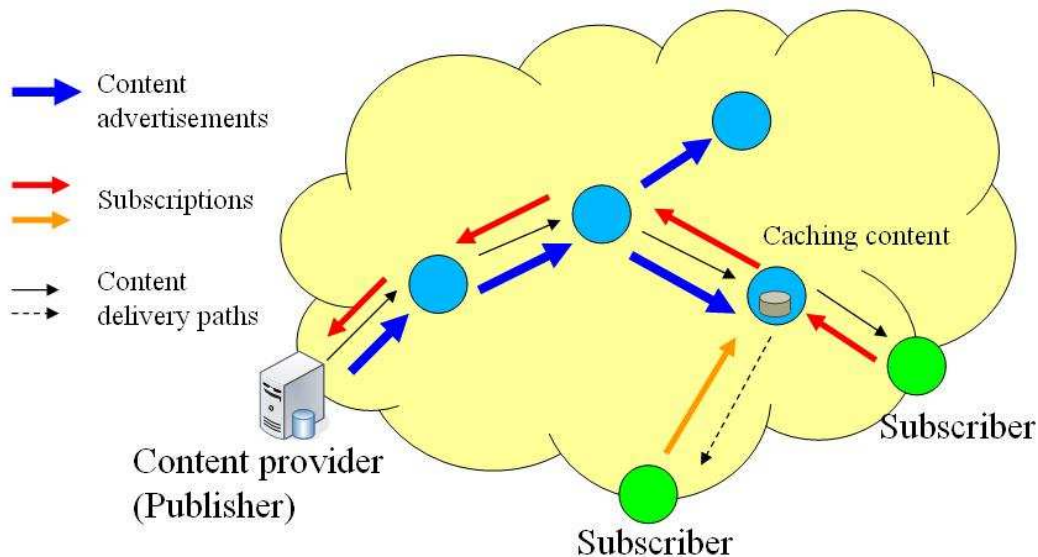 Content
advertisements
Subscriptions
Content
delivery paths
Caching content
Content provider
(Publisher)
Subscriber
Subscriber